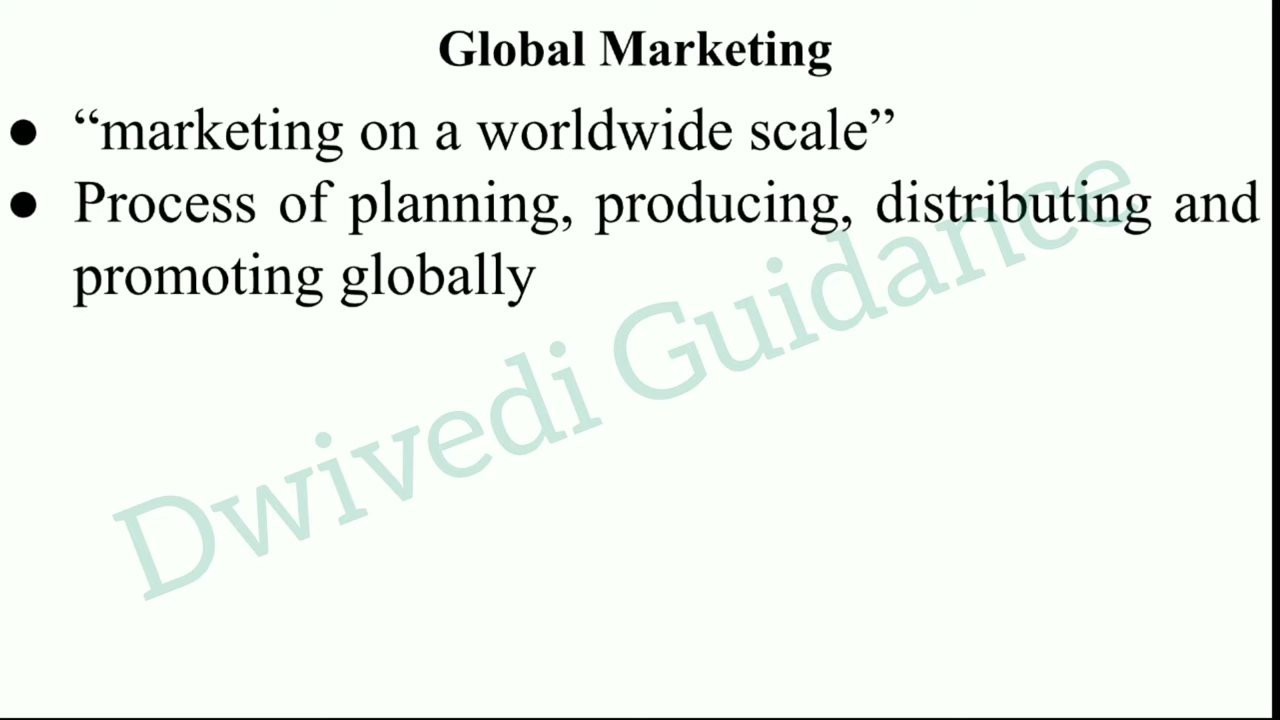 Global Marketing
● “marketing on a worldwide scale”
● Process of planning, producing, distributing and
promoting globally
Dwivedi Guidance